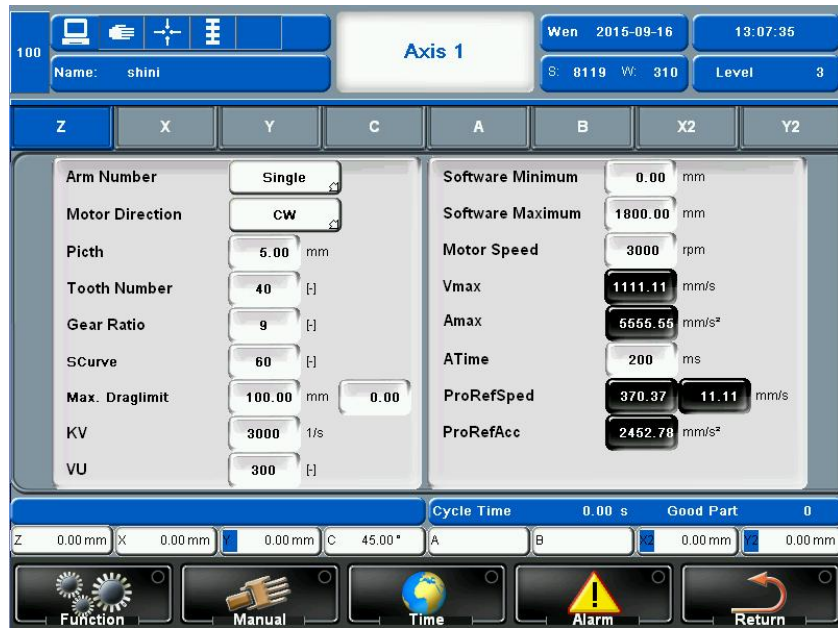 100
Name: shini
Axis 1
Wen 2015-09-16
13:07:35
S: 8119 W: 310
Level 3
Z X Y C A B X2 Y2
Arm Number Single
Motor Direction CW
Picth 5.00 mm
Tooth Number 40 [-]
Gear Ratio 9 [-]
SCurve 60 [-]
Max. Draglimit 100.00 mm 0.00
KV 3000 1/s
VU 300 [-]
Software Minimum 0.00 mm
Software Maximum 1800.00 mm
Motor Speed 3000 rpm
Vmax 1111.11 mm/s
Amax 5555.55 mm/s²
ATime 200 ms
ProRefSped 370.37 11.11 mm/s
ProRefAcc 2452.78 mm/s²
Cycle Time 0.00 s Good Part 0
Z 0.00 mm X 0.00 mm Y 0.00 mm C 45.00 ° A B X2 0.00 mm Y2 0.00 mm
Function Manual Time Alarm Return